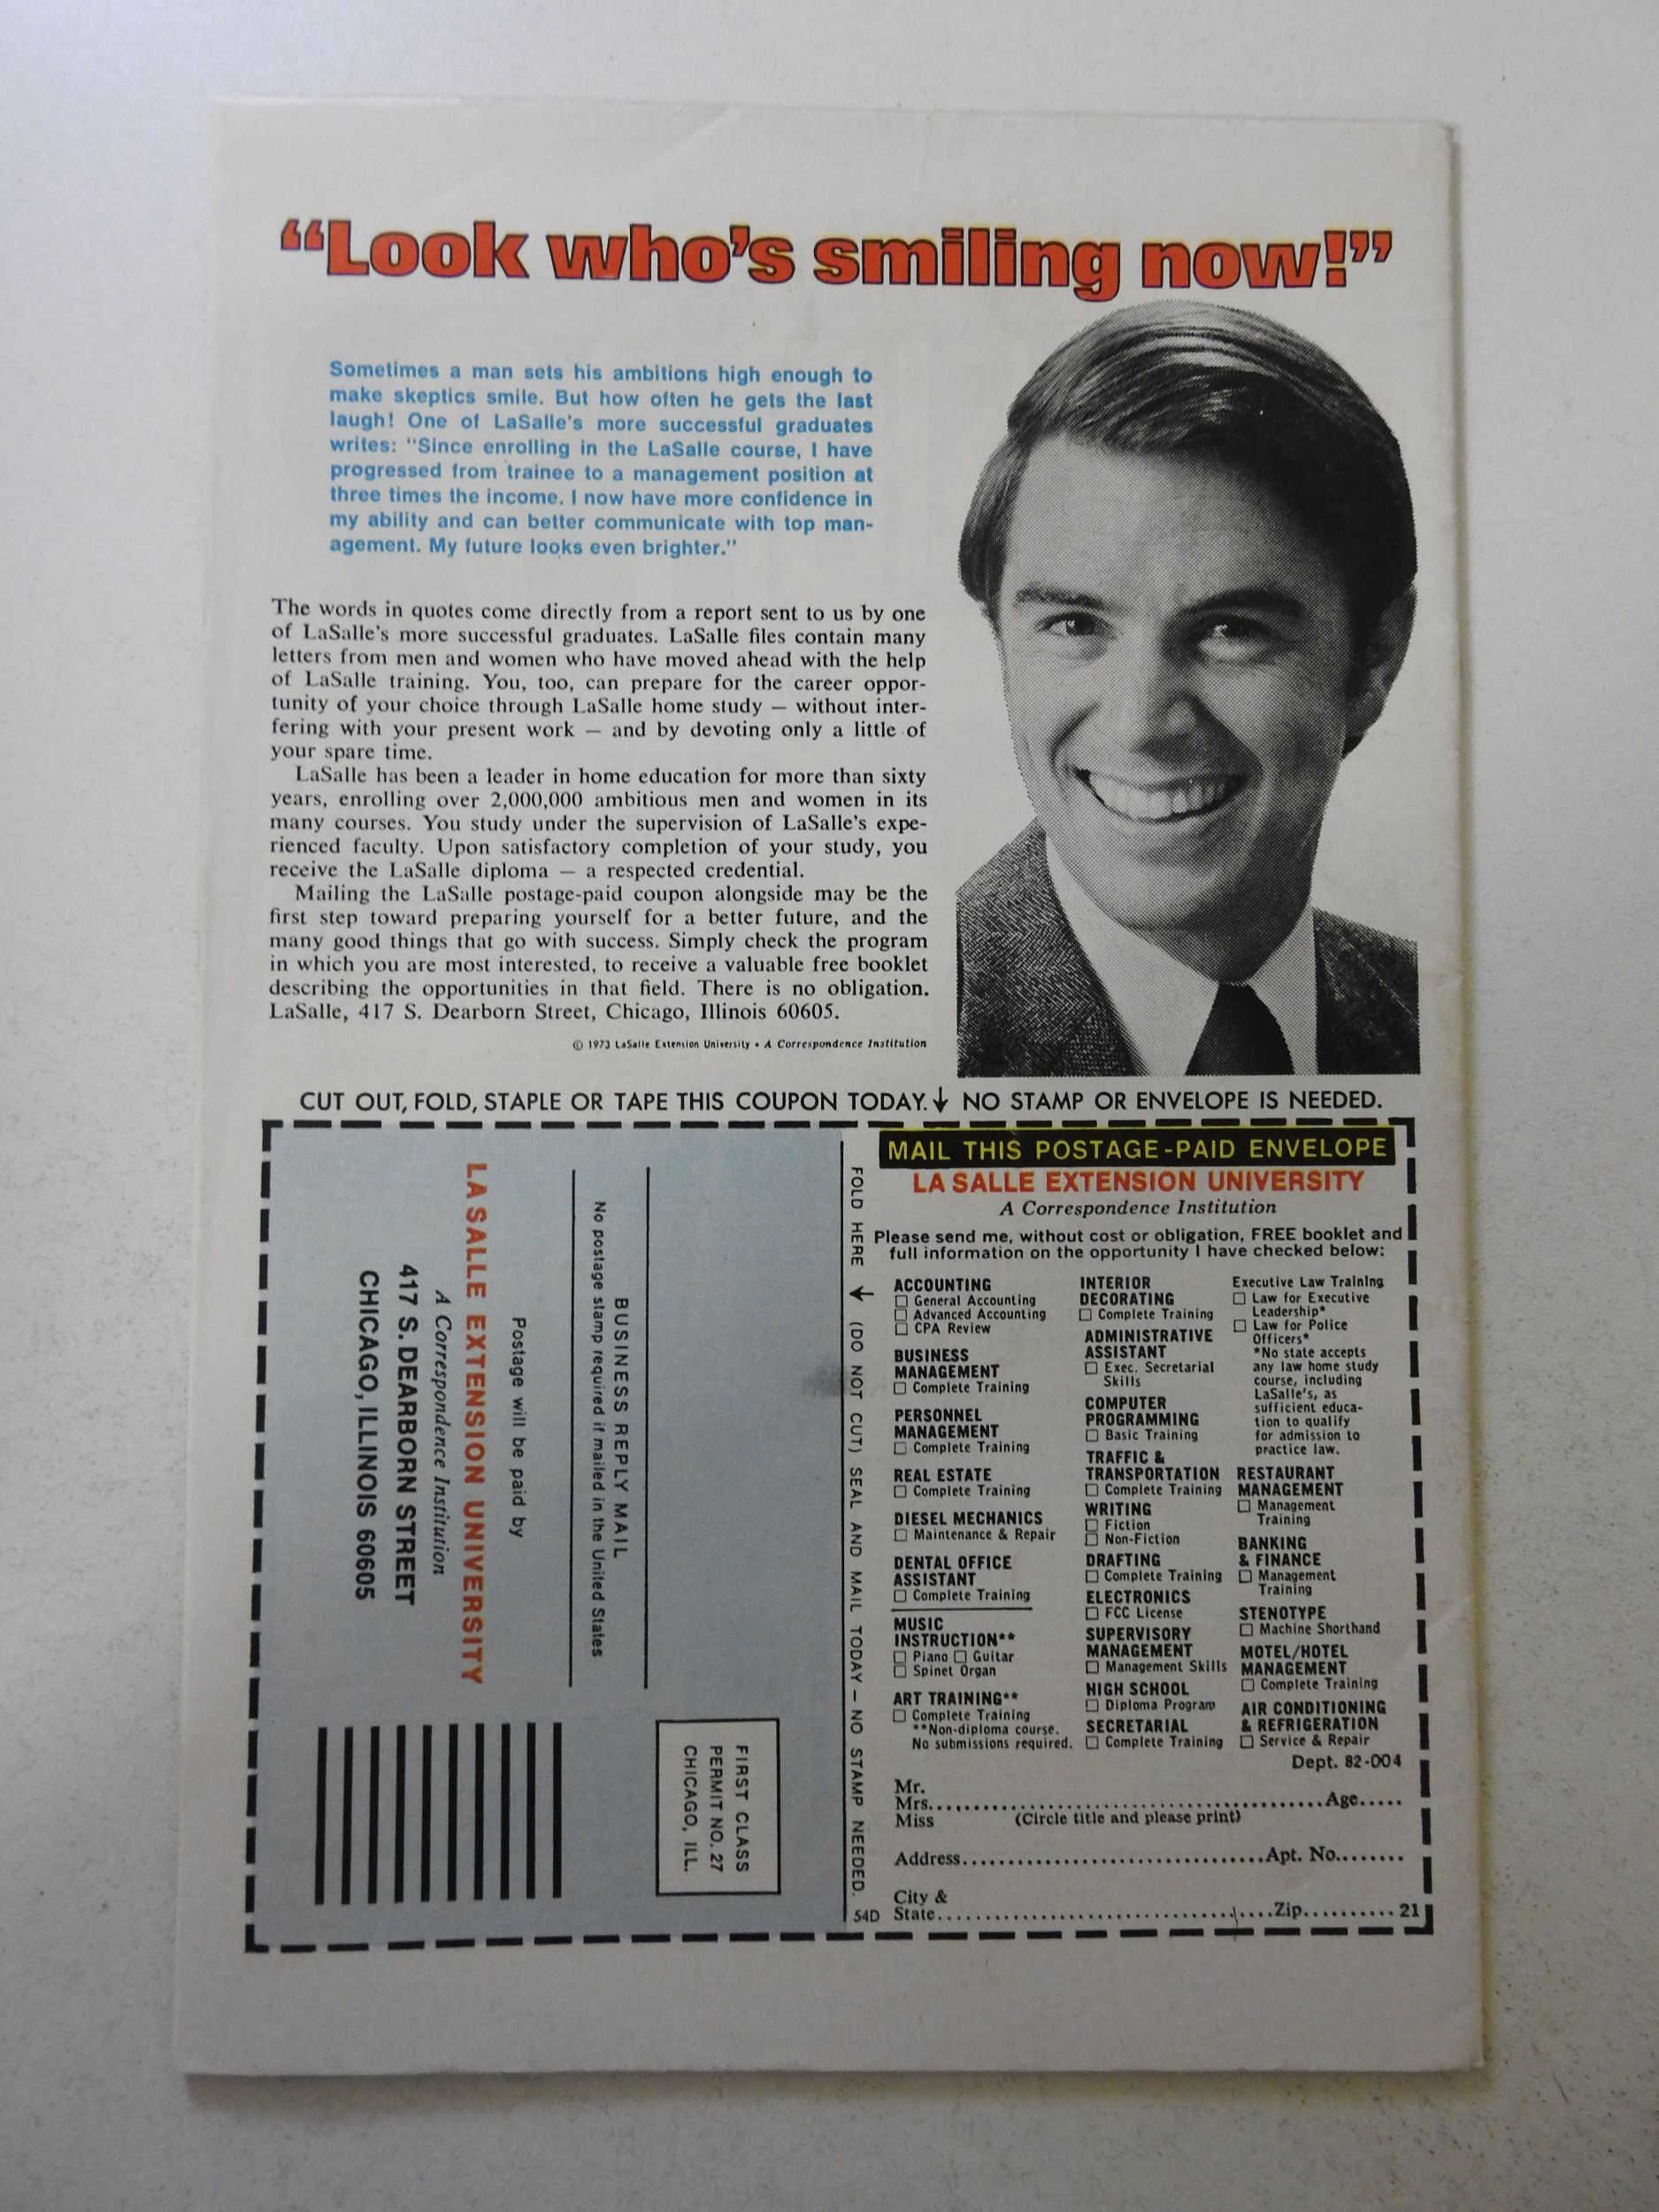 “Look who’s smiling now!”
Sometimes a man sets his ambitions high enough to
make skeptics smile. But how often he gets the last
laugh! One of LaSalle’s more successful graduates
writes: “Since enrolling in the LaSalle course, I have
progressed from trainee to a management position at
three times the income. I now have more confidence in
my ability and can better communicate with top man-
agement. My future looks even brighter.”
The words in quotes come directly from a report sent to us by one
of LaSalle’s more successful graduates. LaSalle files contain many
letters from men and women who have moved ahead with the help
of LaSalle training. You, too, can prepare for the career oppor-
tunity of your choice through LaSalle home study — without inter-
fering with your present work — and by devoting only a little of
your spare time.
LaSalle has been a leader in home education for more than sixty
years, enrolling over 2,000,000 ambitious men and women in its
many courses. You study under the supervision of LaSalle’s expe-
rienced faculty. Upon satisfactory completion of your study, you
receive the LaSalle diploma — a respected credential.
Mailing the LaSalle postage-paid coupon alongside may be the
first step toward preparing yourself for a better future, and the
many good things that go with success. Simply check the program
in which you are most interested, to receive a valuable free booklet
describing the opportunities in that field. There is no obligation.
LaSalle, 417 S. Dearborn Street, Chicago, Illinois 60605.
© 1973 LaSalle Extension University • A Correspondence Institution
CUT OUT, FOLD, STAPLE OR TAPE THIS COUPON TODAY. NO STAMP OR ENVELOPE IS NEEDED.
FIRST CLASS
PERMIT NO. 27
CHICAGO, ILL.
BUSINESS REPLY MAIL
No postage stamp required if mailed in the United States
Postage will be paid by
LA SALLE EXTENSION UNIVERSITY
A Correspondence Institution
417 S. DEARBORN STREET
CHICAGO, ILLINOIS 60605
FOLD HERE (DO NOT CUT) SEAL AND MAIL TODAY – NO STAMP NEEDED.
54D
MAIL THIS POSTAGE-PAID ENVELOPE
LA SALLE EXTENSION UNIVERSITY
A Correspondence Institution
Please send me, without cost or obligation, FREE booklet and
full information on the opportunity I have checked below:
ACCOUNTING
☐ General Accounting
☐ Advanced Accounting
☐ CPA Review
BUSINESS
MANAGEMENT
☐ Complete Training
PERSONNEL
MANAGEMENT
☐ Complete Training
REAL ESTATE
☐ Complete Training
DIESEL MECHANICS
☐ Maintenance & Repair
DENTAL OFFICE
ASSISTANT
☐ Complete Training
MUSIC
INSTRUCTION**
☐ Piano ☐ Guitar
☐ Spinet Organ
ART TRAINING**
☐ Complete Training
**Non-diploma course.
No submissions required.
INTERIOR
DECORATING
☐ Complete Training
ADMINISTRATIVE
ASSISTANT
☐ Exec. Secretarial
Skills
COMPUTER
PROGRAMMING
☐ Basic Training
TRAFFIC &
TRANSPORTATION
☐ Complete Training
WRITING
☐ Fiction
☐ Non-Fiction
DRAFTING
☐ Complete Training
ELECTRONICS
☐ FCC License
SUPERVISORY
MANAGEMENT
☐ Management Skills
HIGH SCHOOL
☐ Diploma Program
SECRETARIAL
☐ Complete Training
Executive Law Training
☐ Law for Executive
Leadership*
☐ Law for Police
Officers*
*No state accepts
any law home study
course, including
LaSalle’s, as
sufficient educa-
tion to qualify
for admission to
practice law.
RESTAURANT
MANAGEMENT
☐ Management
Training
BANKING
& FINANCE
☐ Management
Training
STENOTYPE
☐ Machine Shorthand
MOTEL/HOTEL
MANAGEMENT
☐ Complete Training
AIR CONDITIONING
& REFRIGERATION
☐ Service & Repair
Dept. 82-004
Mr.
Mrs. Age
Miss (Circle title and please print)
Address Apt. No.
City &
State Zip 21